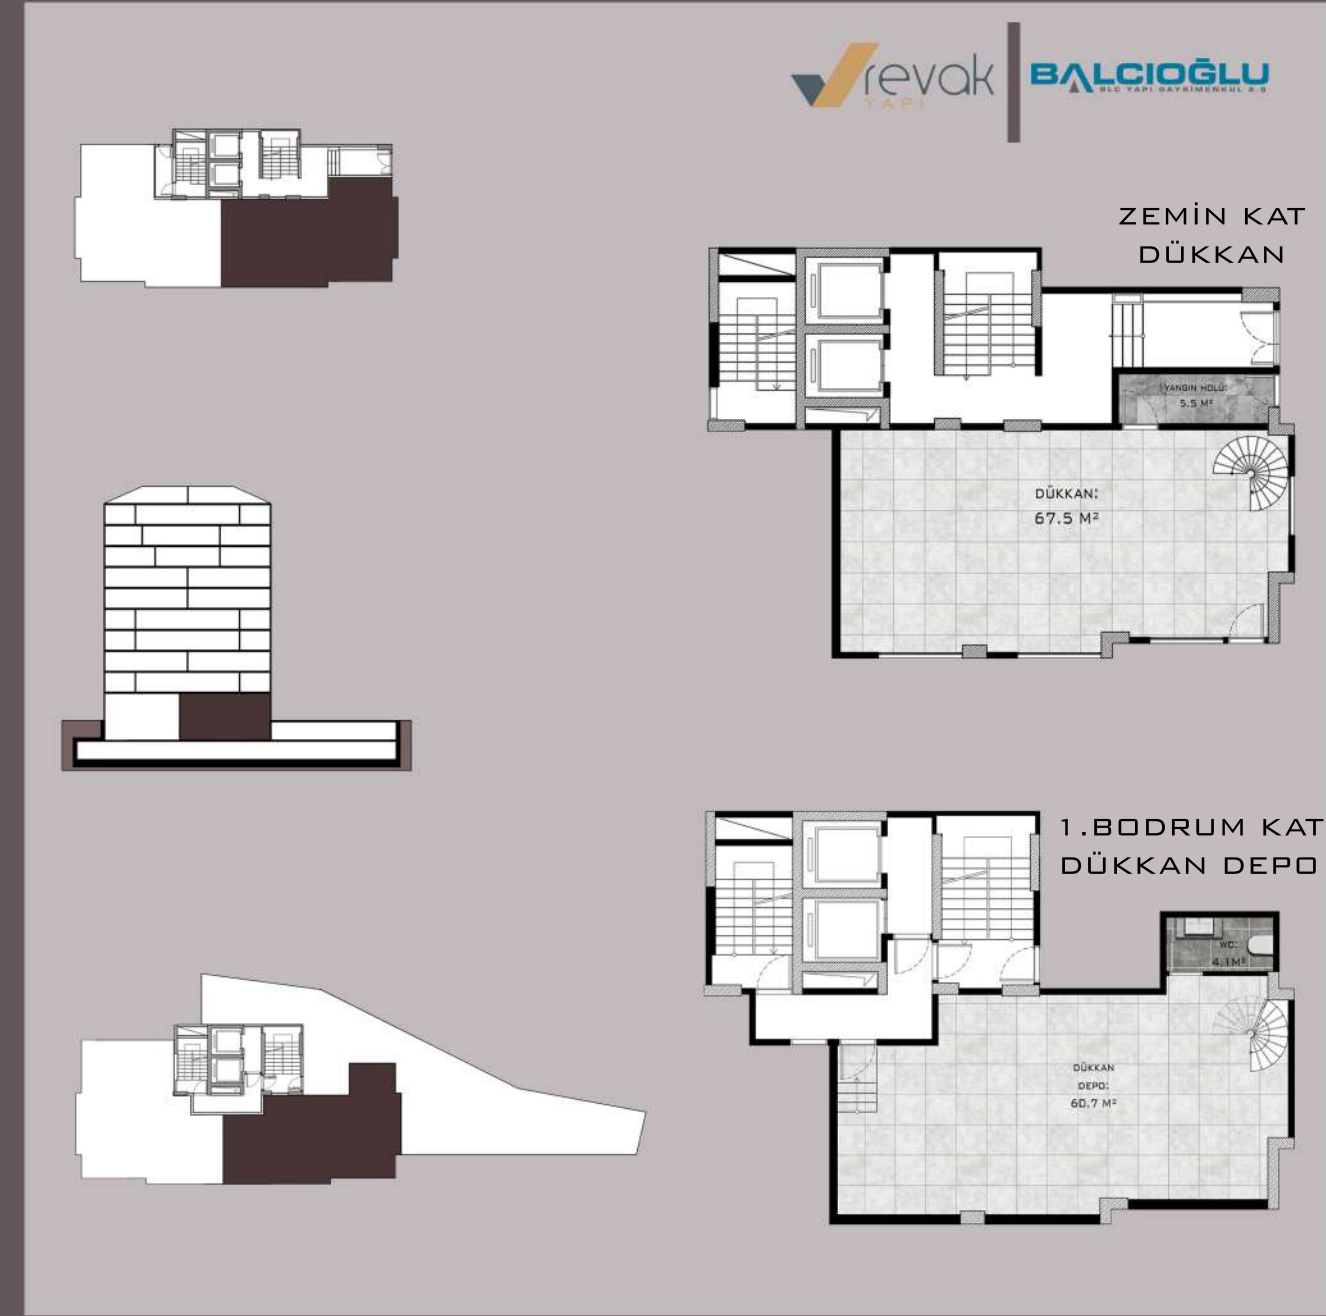 revak
YAPI
BALCIOĞLU
BLC YAPI GAYRİMENKUL A.Ş
ZEMİN KAT
DÜKKAN
YANGIN HOLÜ:
5.5 M²
DÜKKAN:
67.5 M²
1.BODRUM KAT
DÜKKAN DEPO
WC:
4.1M²
DÜKKAN
DEPO:
60.7 M²